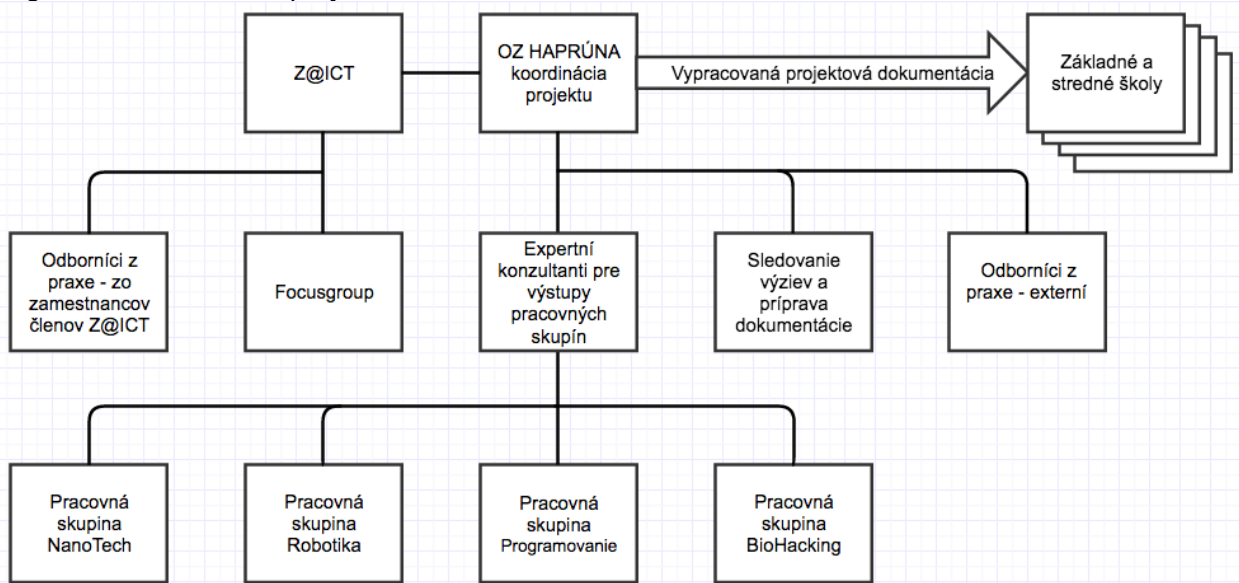 Z@ICT
OZ HAPRÚNA
koordinácia
projektu
Vypracovaná projektová dokumentácia
Základné a
stredné školy
Odborníci z
praxe - zo
zamestnancov
členov Z@ICT
Focusgroup
Expertní
konzultanti pre
výstupy
pracovných
skupín
Sledovanie
výziev a
príprava
dokumentácie
Odborníci z
praxe - externí
Pracovná
skupina
NanoTech
Pracovná
skupina
Robotika
Pracovná
skupina
Programovanie
Pracovná
skupina
BioHacking